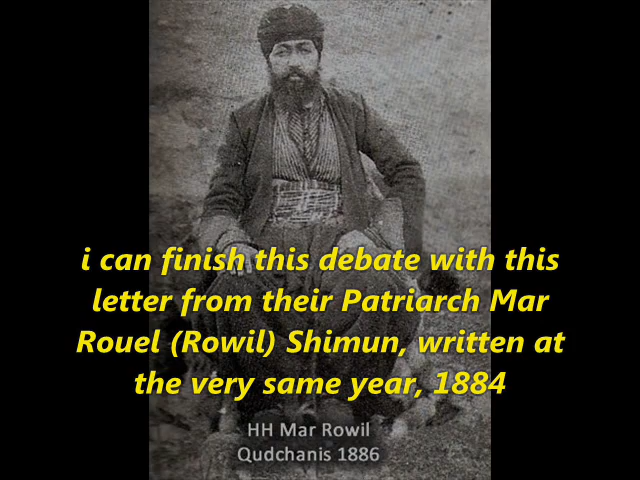 i can finish this debate with this
letter from their Patriarch Mar
Rouel (Rowil) Shimun, written at
the very same year, 1884
HH Mar Rowil
Qudchanis 1886